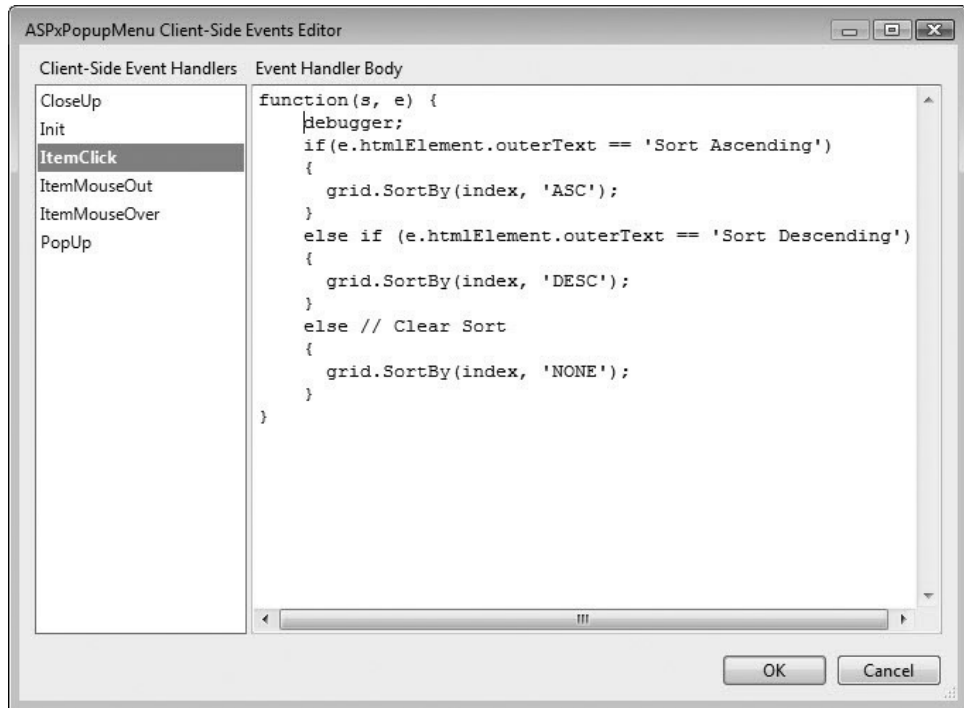 ASPxPopupMenu Client-Side Events Editor
Client-Side Event Handlers
Event Handler Body
CloseUp
Init
ItemClick
ItemMouseOut
ItemMouseOver
PopUp
function(s, e) {
    debugger;
    if(e.htmlElement.outerText == 'Sort Ascending')
    {
      grid.SortBy(index, 'ASC');
    }
    else if (e.htmlElement.outerText == 'Sort Descending')
    {
      grid.SortBy(index, 'DESC');
    }
    else // Clear Sort
    {
      grid.SortBy(index, 'NONE');
    }
}
OK
Cancel